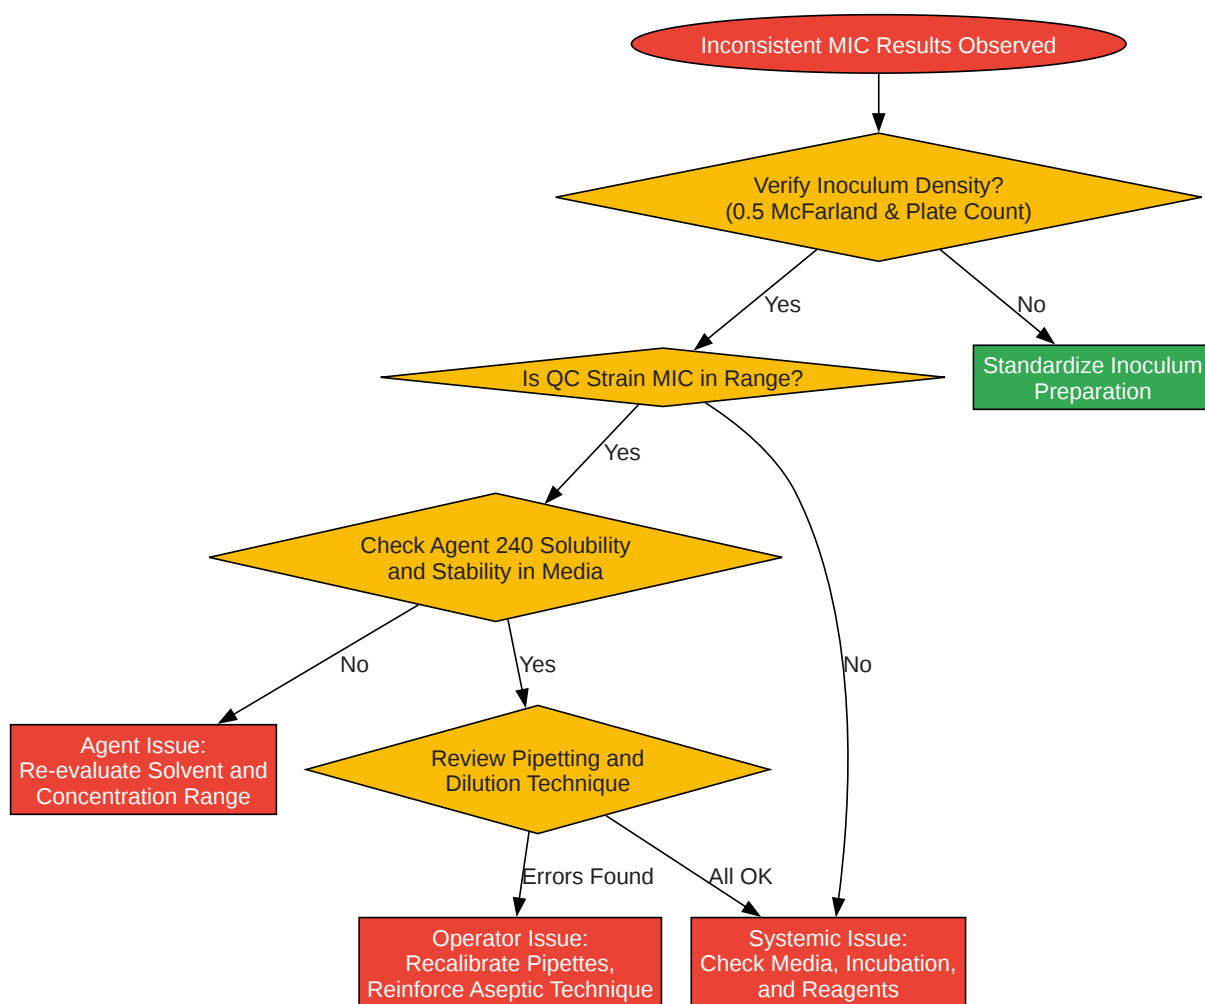 Inconsistent MIC Results Observed
Verify Inoculum Density?
(0.5 McFarland & Plate Count)
Yes
No
Is QC Strain MIC in Range?
Standardize Inoculum
Preparation
Yes
Check Agent 240 Solubility
and Stability in Media
No
Yes
No
Agent Issue:
Re-evaluate Solvent and
Concentration Range
Review Pipetting and
Dilution Technique
Errors Found
All OK
Operator Issue:
Recalibrate Pipettes,
Reinforce Aseptic Technique
Systemic Issue:
Check Media, Incubation,
and Reagents